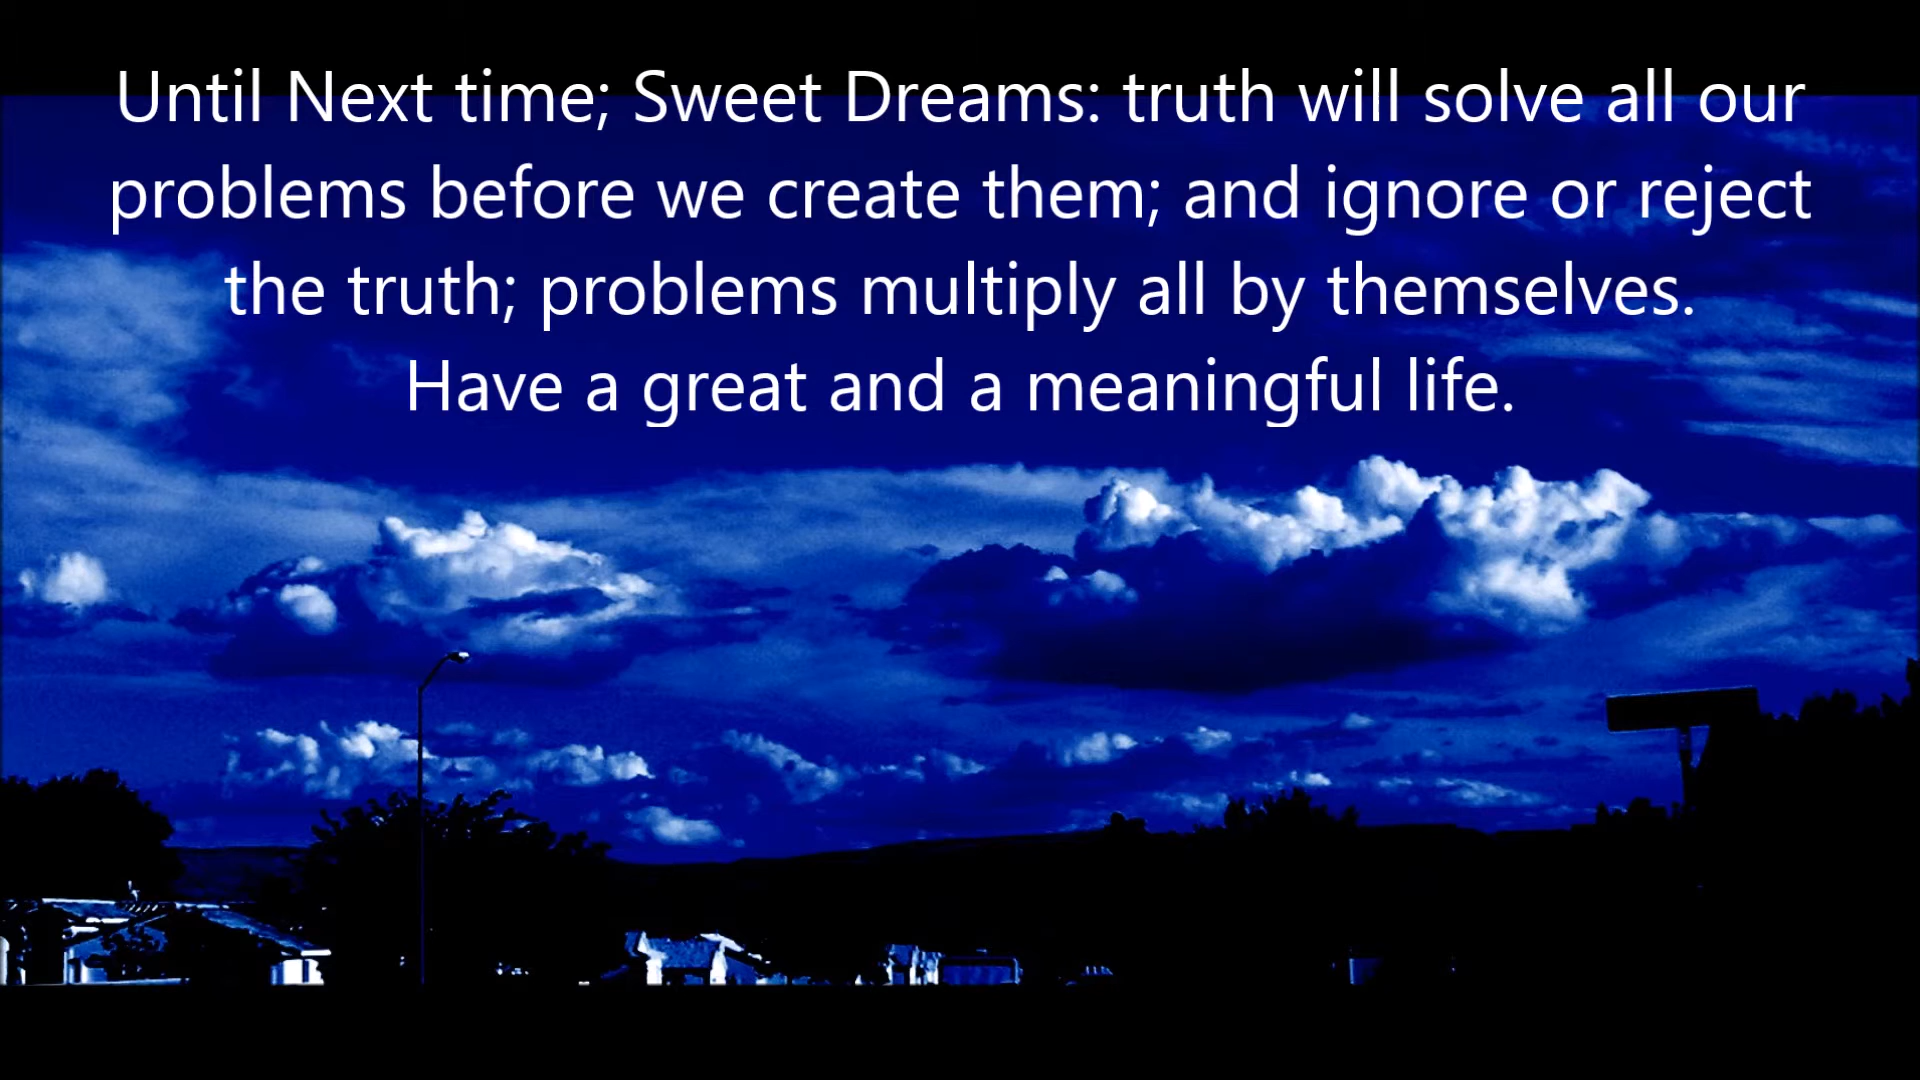 Until Next time; Sweet Dreams: truth will solve all our
problems before we create them; and ignore or reject
the truth; problems multiply all by themselves.
Have a great and a meaningful life.